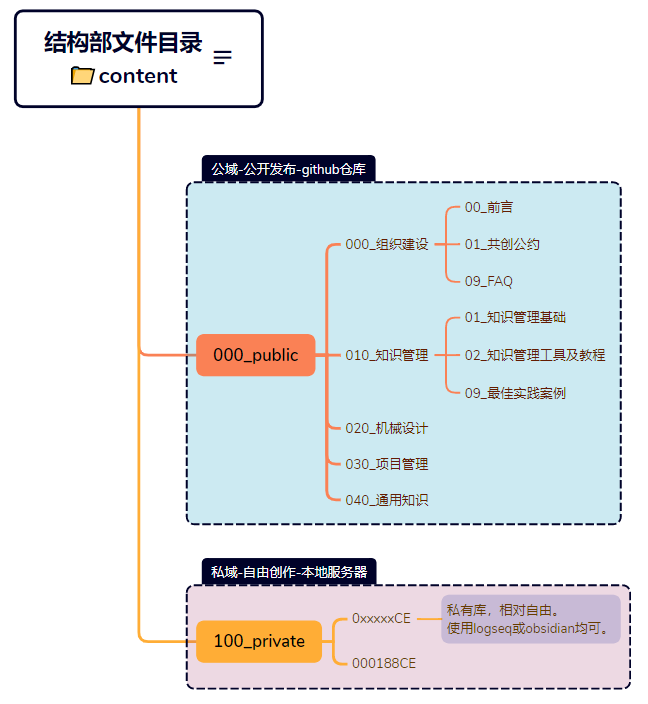 结构部文件目录
content
公域-公开发布-github仓库
000_public
000_组织建设
00_前言
01_共创公约
09_FAQ
010_知识管理
01_知识管理基础
02_知识管理工具及教程
09_最佳实践案例
020_机械设计
030_项目管理
040_通用知识
私域-自由创作-本地服务器
100_private
0xxxxxCE
私有库，相对自由。
使用logseq或obsidian均可。
000188CE